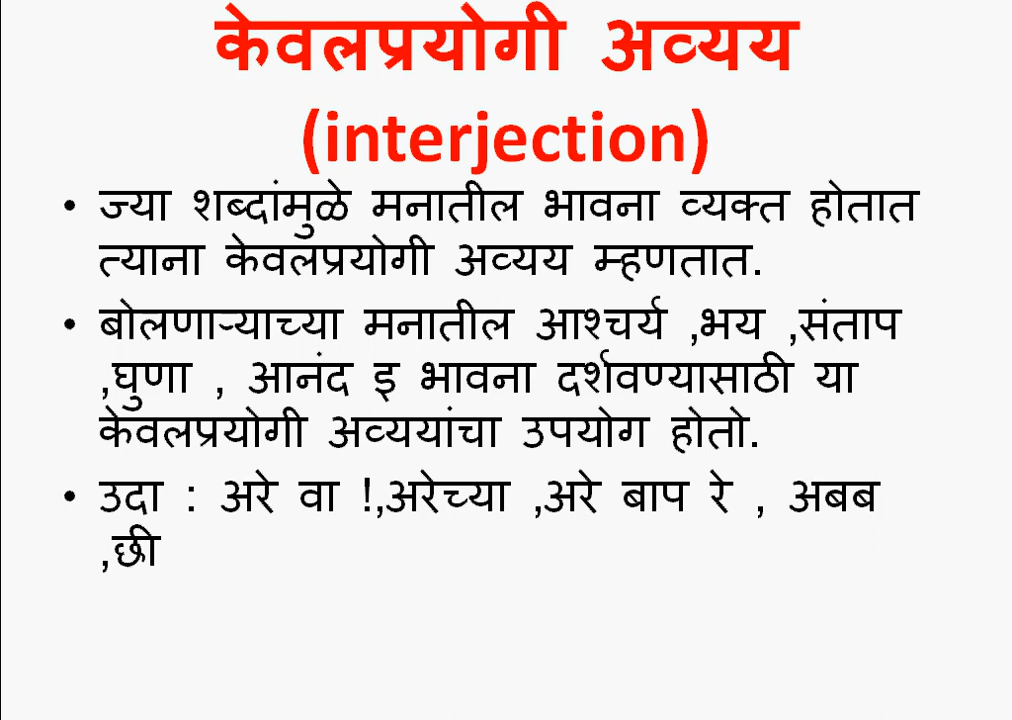 केवलप्रयोगी अव्यय
(interjection)
• ज्या शब्दांमुळे मनातील भावना व्यक्त होतात
त्याना केवलप्रयोगी अव्यय म्हणतात.
• बोलणाऱ्याच्या मनातील आश्चर्य ,भय ,संताप
,घुणा , आनंद इ भावना दर्शवण्यासाठी या
केवलप्रयोगी अव्ययांचा उपयोग होतो.
• उदा : अरे वा !,अरेच्या ,अरे बाप रे , अबब
,छी